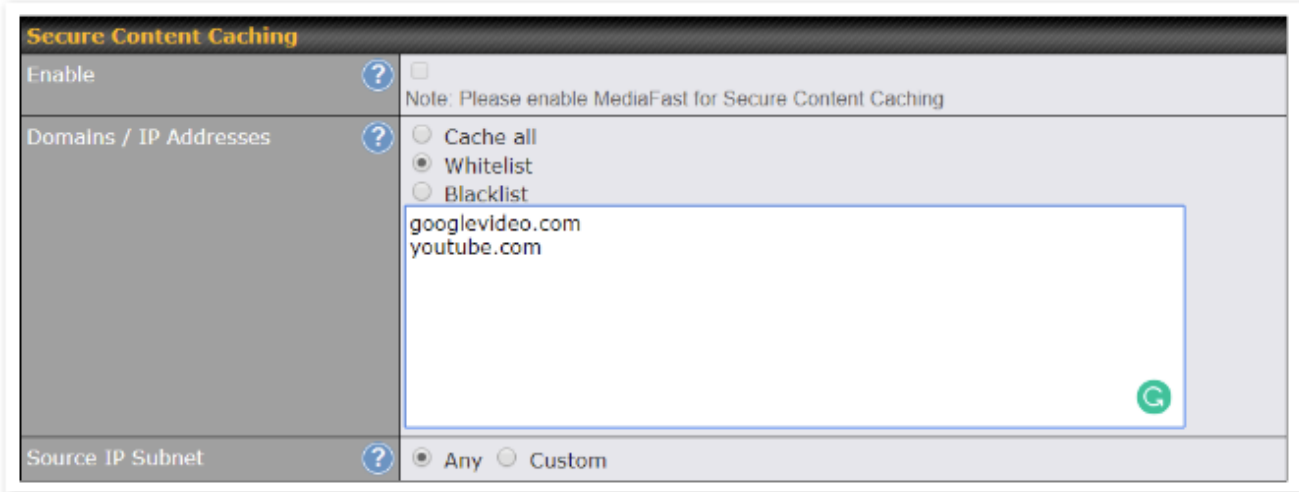 Secure Content Caching
Enable ?
Note: Please enable MediaFast for Secure Content Caching
Domains / IP Addresses ?
Cache all
Whitelist
Blacklist
googlevideo.com
youtube.com
G
Source IP Subnet ? Any Custom